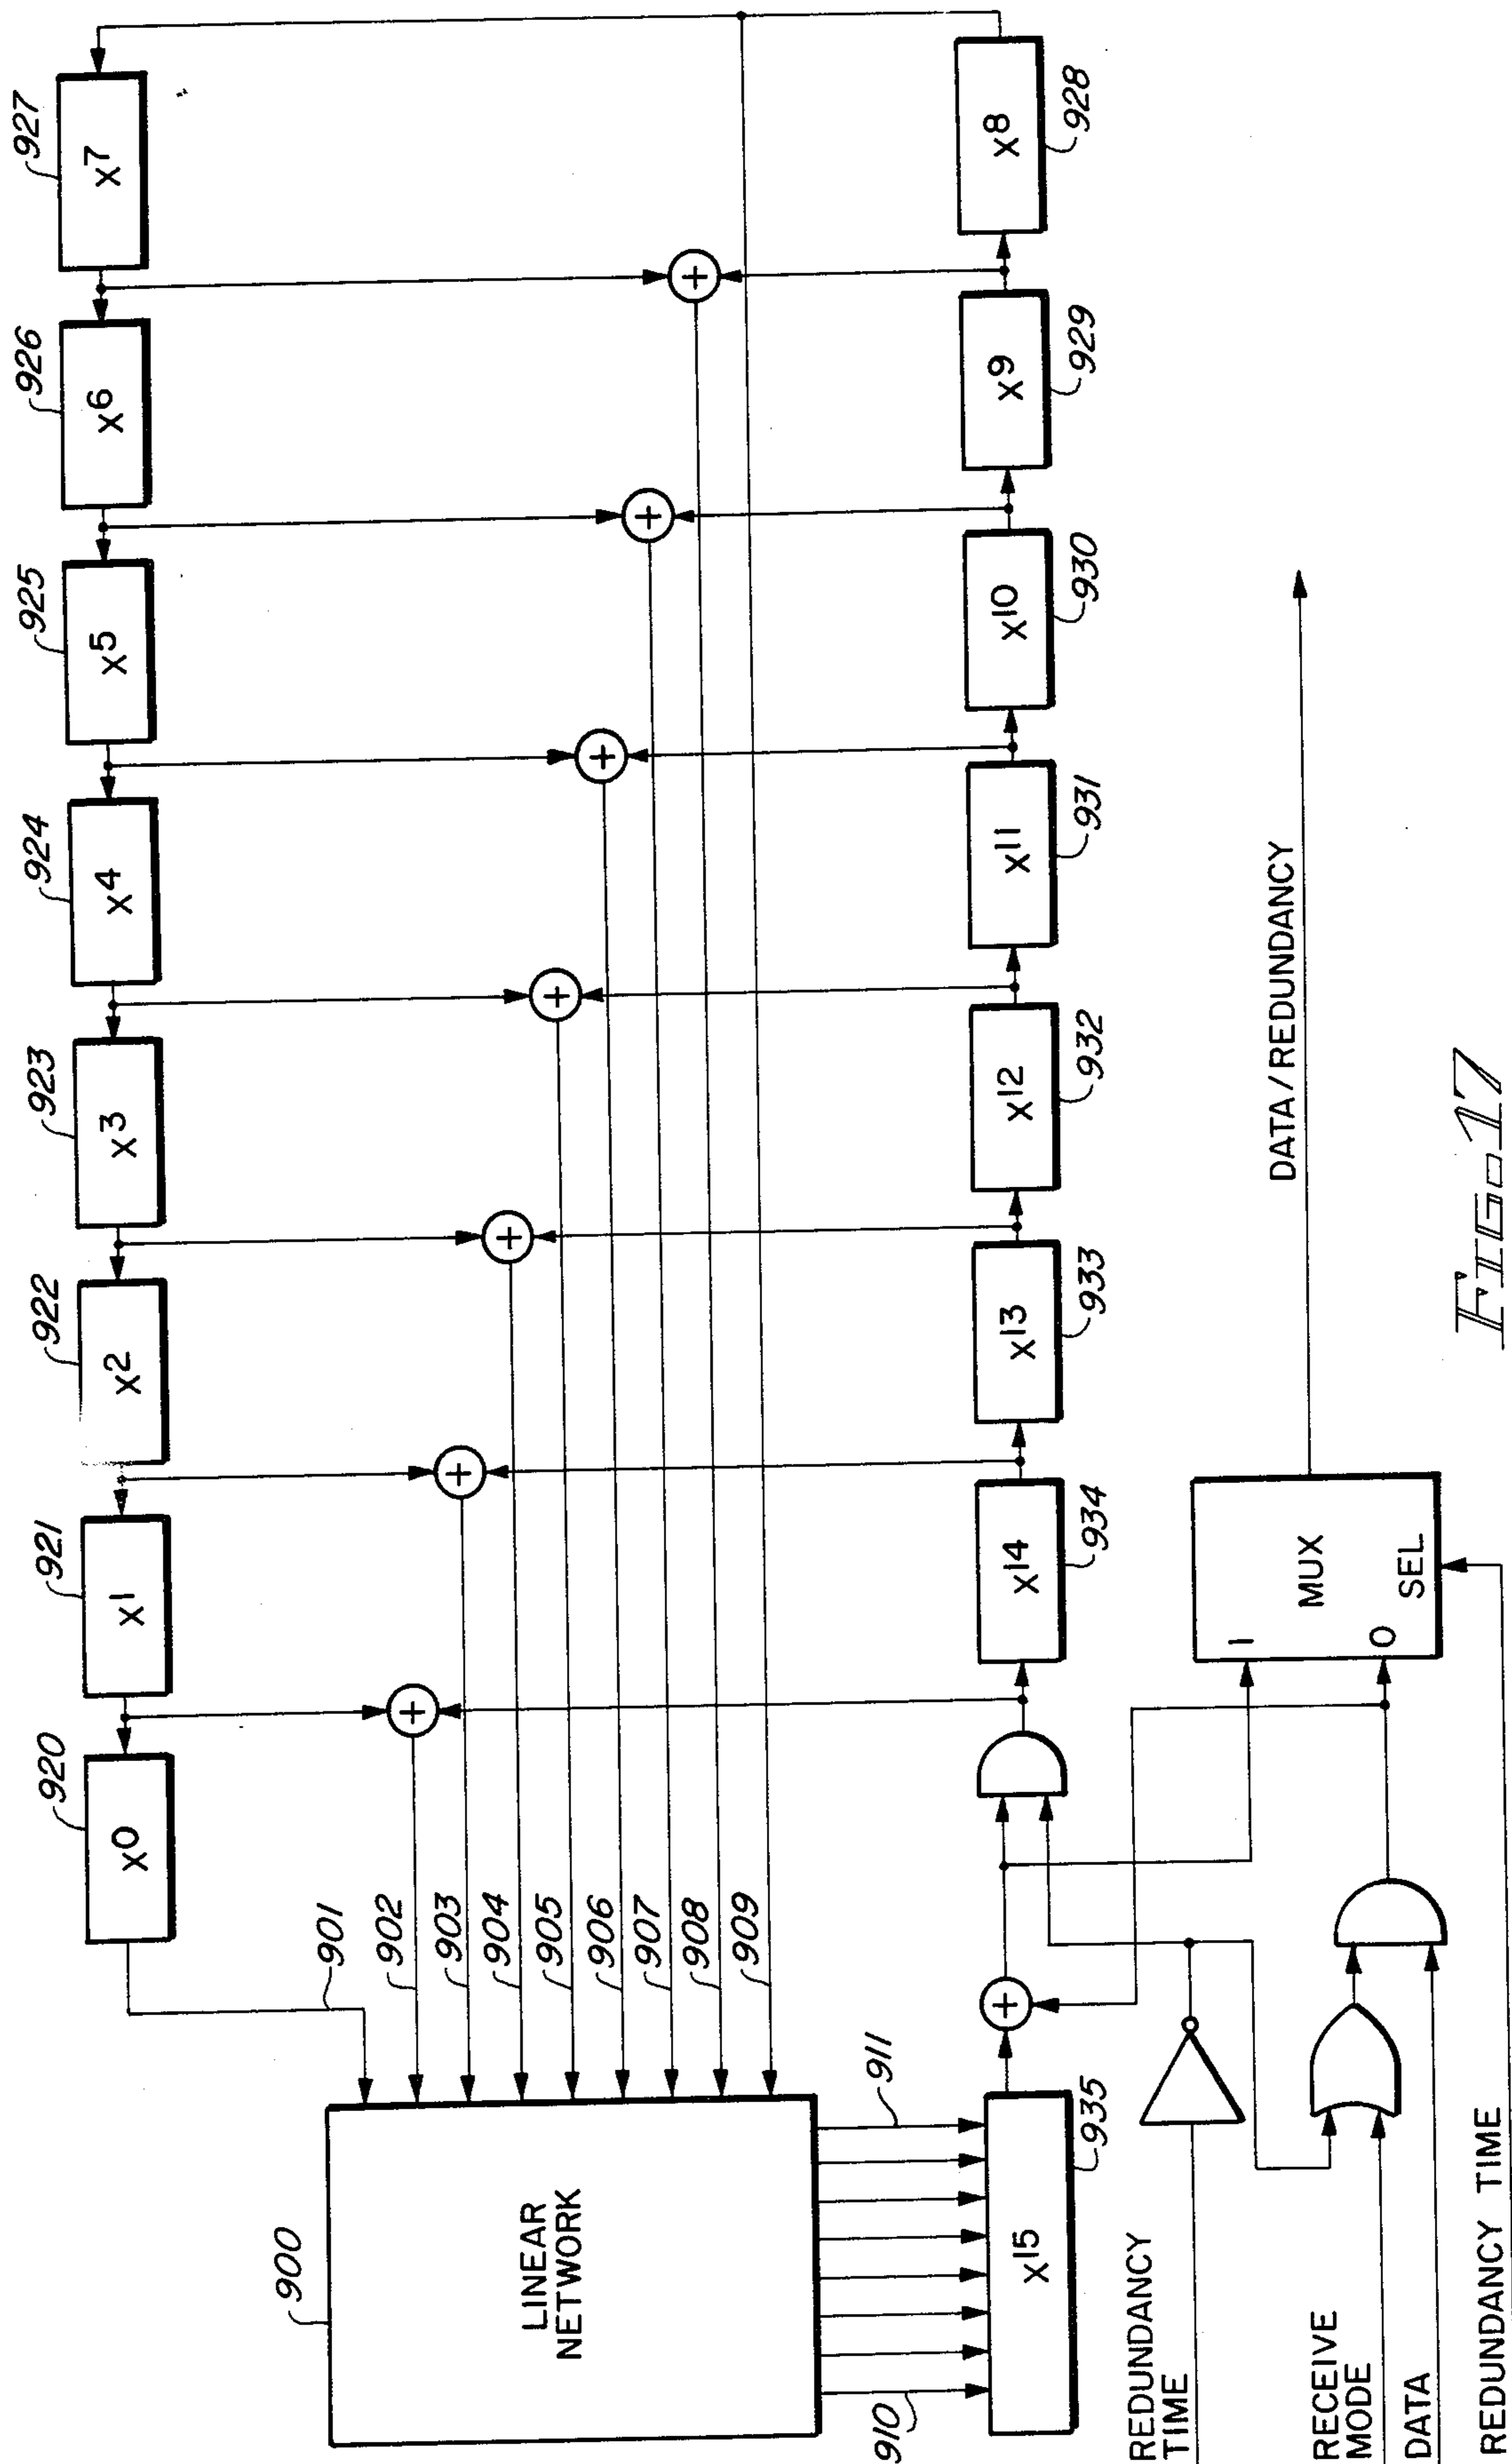 920
921
922
923
924
925
926
927
X⁰
X¹
X²
X³
X⁴
X⁵
X⁶
X⁷
900
LINEAR
NETWORK
901
902
903
904
905
906
907
908
909
910
911
X¹⁵
X¹⁴
X¹³
X¹²
X¹¹
X¹⁰
X⁹
X⁸
935
934
933
932
931
930
929
928
+
+
+
+
+
+
+
+
REDUNDANCY
TIME
RECEIVE
MODE
DATA
REDUNDANCY TIME
1
MUX
0
SEL
DATA/REDUNDANCY
FIG. 17